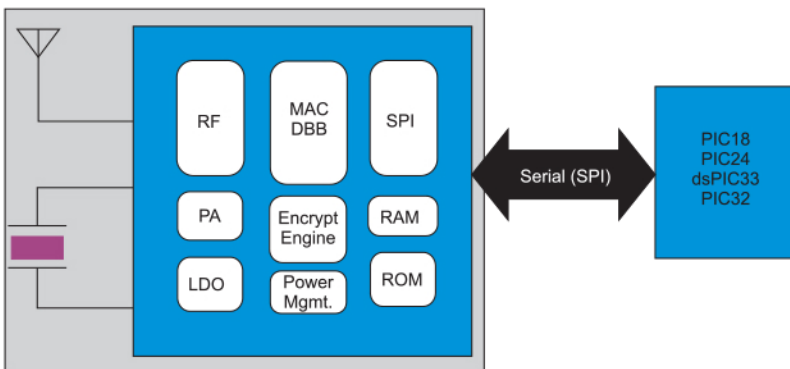 RF
MAC
DBB
SPI
PA
Encrypt
Engine
RAM
LDO
Power
Mgmt.
ROM
Serial (SPI)
PIC18
PIC24
dsPIC33
PIC32